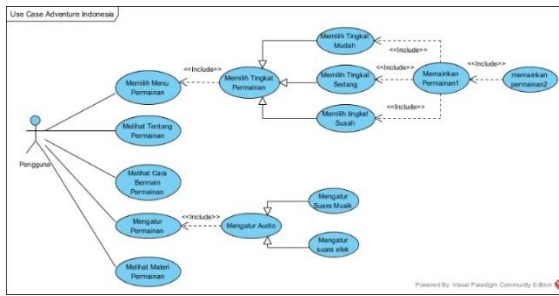 Use Case Adventure Indonesia
Memilih Tingkat
Mudah
<<Include>>
<<Include>>
Memilih Menu
Permainan
<<Include>>
Memilih Tingkat
Permainan
Memilih Tingkat
Sedang
<<Include>>
Memainkan
Permainan1
memainkan
permainan2
Melihat Tentang
Permainan
Memilih tingkat
Susah
Pengguna
Melihat Cara
Bermain
Permainan
Mengatur
Suara Musik
Mengatur
Permainan
<<Include>>
Mengatur Audio
Mengatur
suara efek
Melihat Materi
Permainan
Powered By Visual Paradigm Community Edition